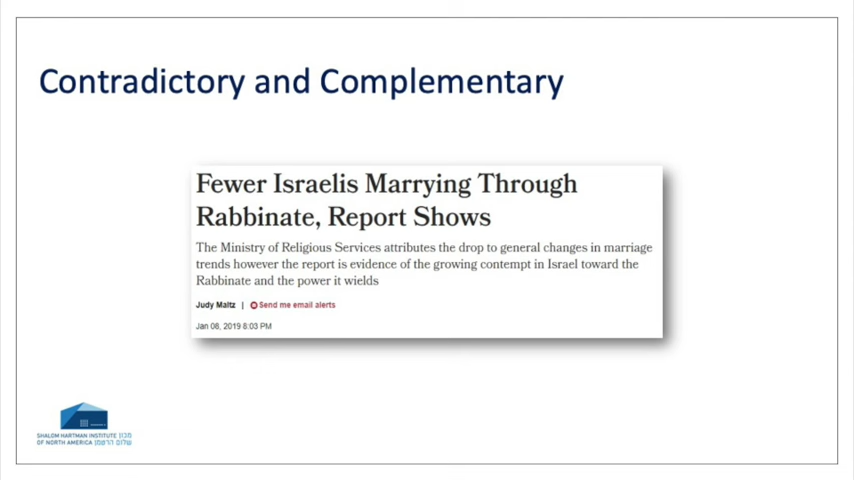 Contradictory and Complementary
Fewer Israelis Marrying Through
Rabbinate, Report Shows
The Ministry of Religious Services attributes the drop to general changes in marriage
trends however the report is evidence of the growing contempt in Israel toward the
Rabbinate and the power it wields
Judy Maltz | Send me email alerts
Jan 08, 2019 8:03 PM
SHALOM HARTMAN INSTITUTE מכון
OF NORTH AMERICA שלום הרטמן